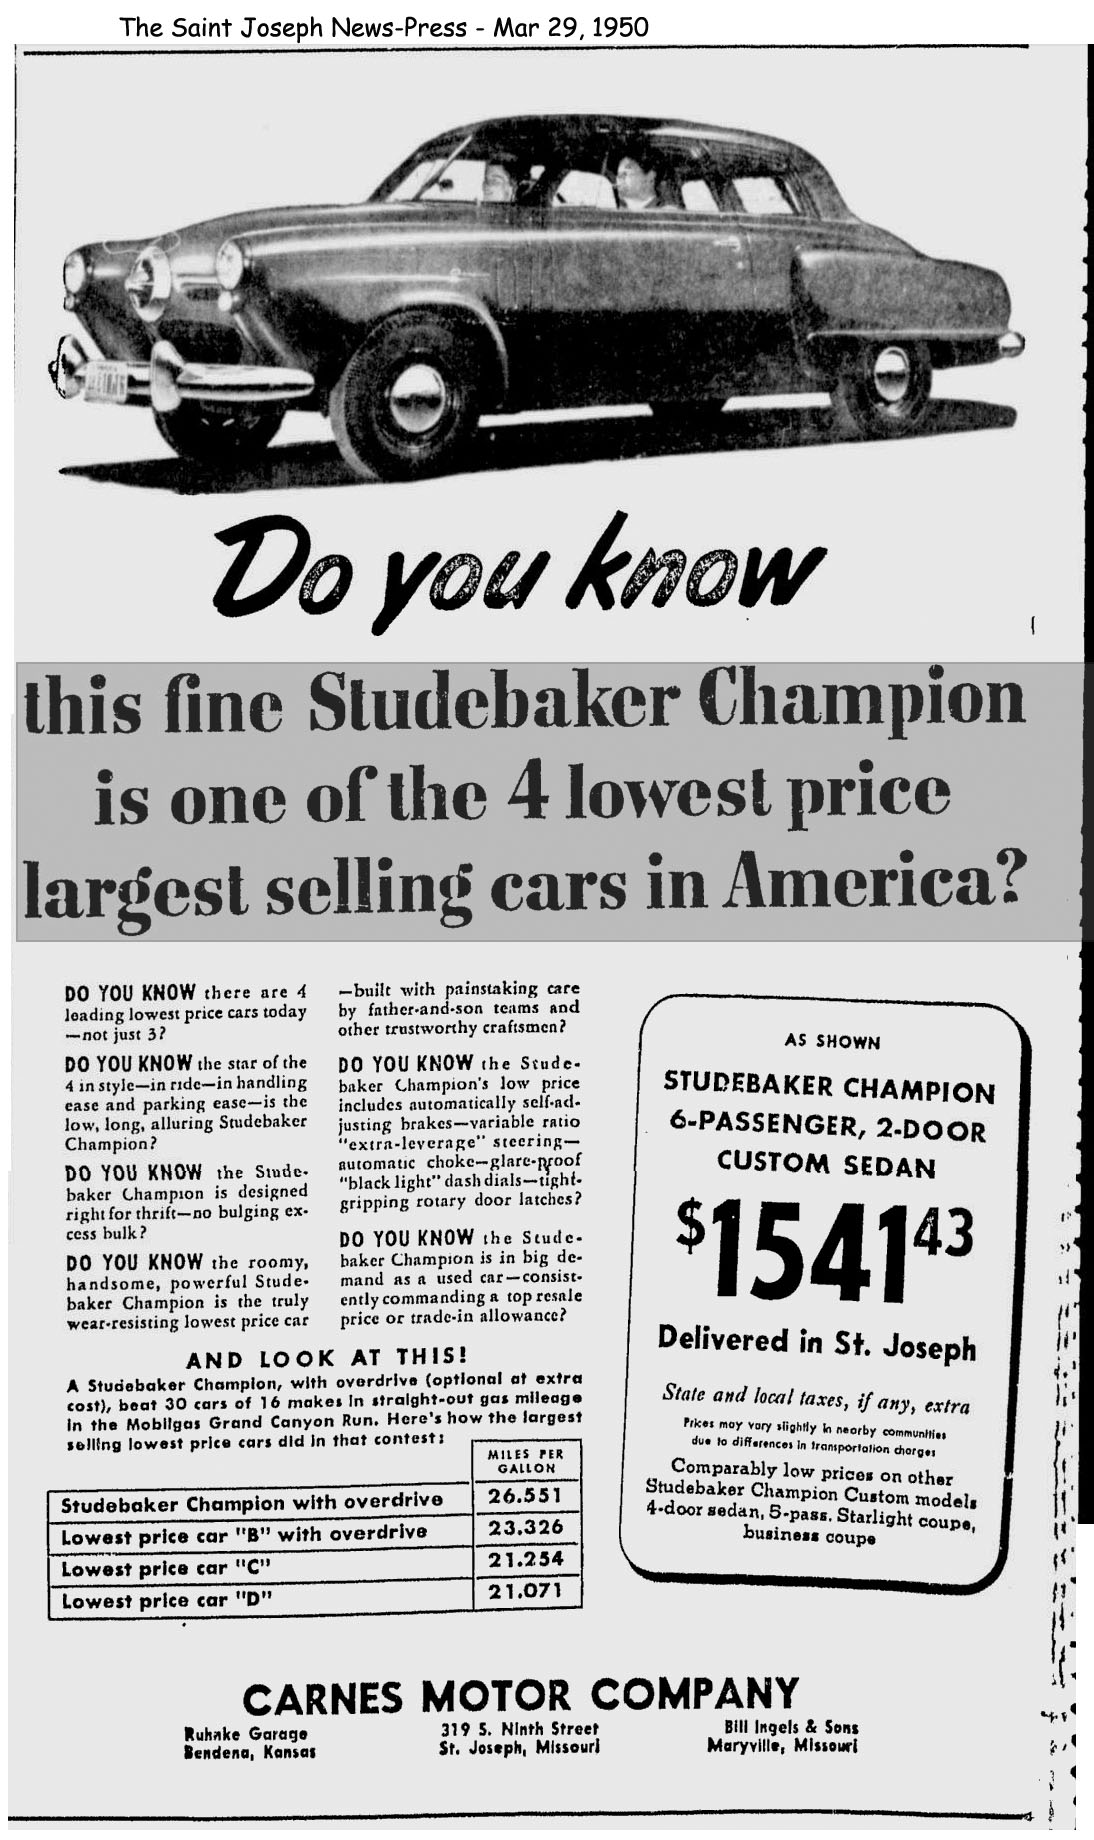 The Saint Joseph News-Press - Mar 29, 1950
Do you know
this fine Studebaker Champion
is one of the 4 lowest price
largest selling cars in America?
DO YOU KNOW there are 4
leading lowest price cars today
—not just 3?
DO YOU KNOW the star of the
4 in style—in ride—in handling
ease and parking ease—is the
low, long, alluring Studebaker
Champion?
DO YOU KNOW the Stude-
baker Champion is designed
right for thrift—no bulging ex-
cess bulk?
DO YOU KNOW the roomy,
handsome, powerful Stude-
baker Champion is the truly
wear-resisting lowest price car
—built with painstaking care
by father-and-son teams and
other trustworthy craftsmen?
DO YOU KNOW the Stude-
baker Champion's low price
includes automatically self-ad-
justing brakes—variable ratio
"extra-leverage" steering—
automatic choke—glare-proof
"black light" dash dials—tight-
gripping rotary door latches?
DO YOU KNOW the Stude-
baker Champion is in big de-
mand as a used car—consist-
ently commanding a top resale
price or trade-in allowance?
AND LOOK AT THIS!
A Studebaker Champion, with overdrive (optional at extra
cost), beat 30 cars of 16 makes in straight-out gas mileage
in the Mobilgas Grand Canyon Run. Here's how the largest
selling lowest price cars did in that contest:
MILES PER
GALLON
Studebaker Champion with overdrive 26.551
Lowest price car "B" with overdrive 23.326
Lowest price car "C" 21.254
Lowest price car "D" 21.071
AS SHOWN
STUDEBAKER CHAMPION
6-PASSENGER, 2-DOOR
CUSTOM SEDAN
$1541 43
Delivered in St. Joseph
State and local taxes, if any, extra
Prices may vary slightly in nearby communities
due to differences in transportation charges
Comparably low prices on other
Studebaker Champion Custom models
4-door sedan, 5-pass. Starlight coupe,
business coupe
CARNES MOTOR COMPANY
Ruhnke Garage
Bendena, Kansas
319 S. Ninth Street
St. Joseph, Missouri
Bill Ingels & Sons
Maryville, Missouri